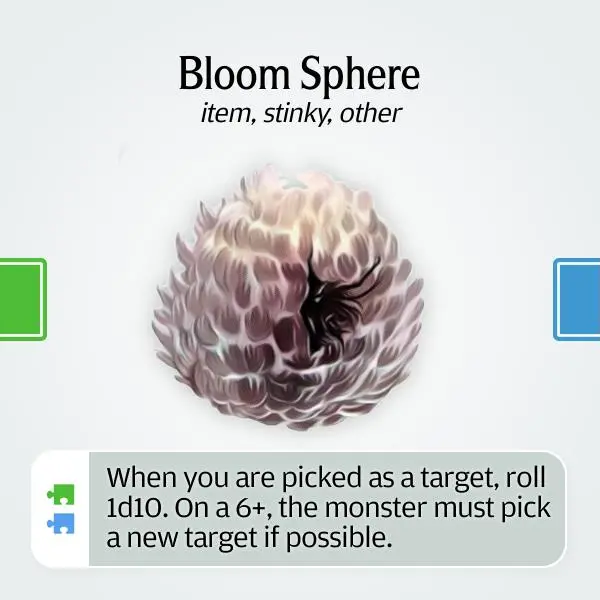 Bloom Sphere
item, stinky, other
When you are picked as a target, roll
1d10. On a 6+, the monster must pick
a new target if possible.